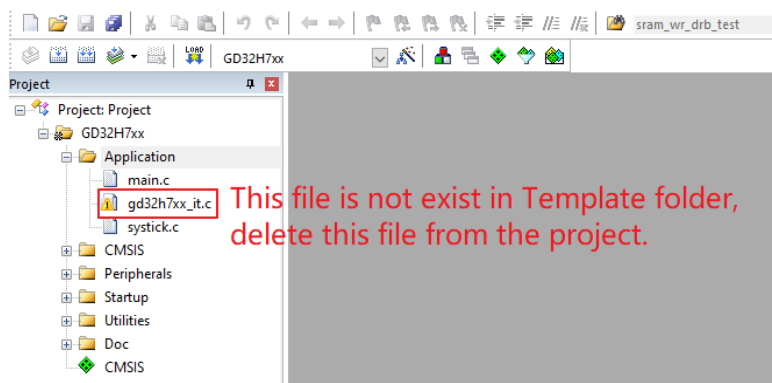 sram_wr_drb_test
LOAD
GD32H7xx
Project
Project: Project
GD32H7xx
Application
main.c
gd32h7xx_it.c
systick.c
CMSIS
Peripherals
Startup
Utilities
Doc
CMSIS
This file is not exist in Template folder,
delete this file from the project.